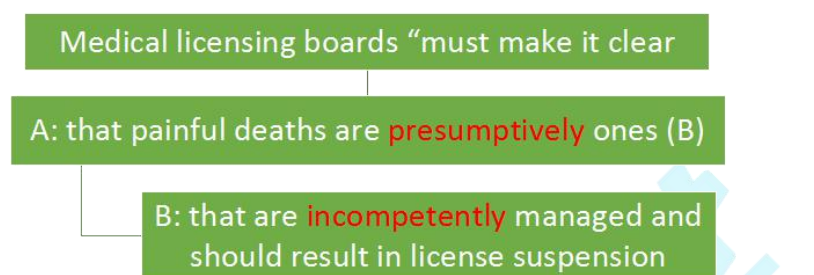 Medical licensing boards “must make it clear
A: that painful deaths are presumptively ones (B)
B: that are incompetently managed and
should result in license suspension